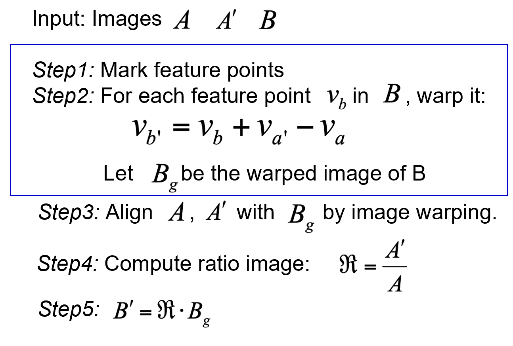 Input: Images A A′ B
Step1: Mark feature points
Step2: For each feature point v_b in B, warp it:
v_b' = v_b + v_a' − v_a
Let B_g be the warped image of B
Step3: Align A, A′ with B_g by image warping.
Step4: Compute ratio image: ℜ = A′/A
Step5: B′ = ℜ · B_g